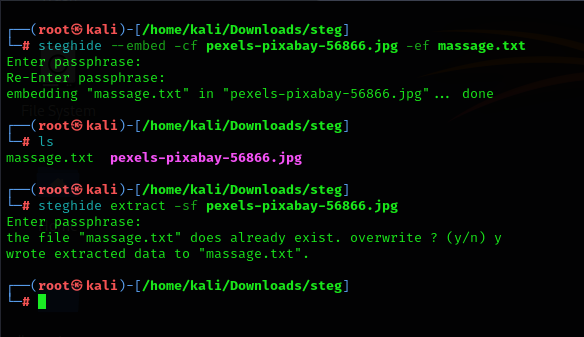 ┌──(root㉿kali)-[/home/kali/Downloads/steg]
└─# steghide --embed -cf pexels-pixabay-56866.jpg -ef massage.txt
Enter passphrase:
Re-Enter passphrase:
embedding "massage.txt" in "pexels-pixabay-56866.jpg"... done
File System
┌──(root㉿kali)-[/home/kali/Downloads/steg]
└─# ls
massage.txt  pexels-pixabay-56866.jpg
┌──(root㉿kali)-[/home/kali/Downloads/steg]
└─# steghide extract -sf pexels-pixabay-56866.jpg
Enter passphrase:
the file "massage.txt" does already exist. overwrite ? (y/n) y
wrote extracted data to "massage.txt".
┌──(root㉿kali)-[/home/kali/Downloads/steg]
└─#